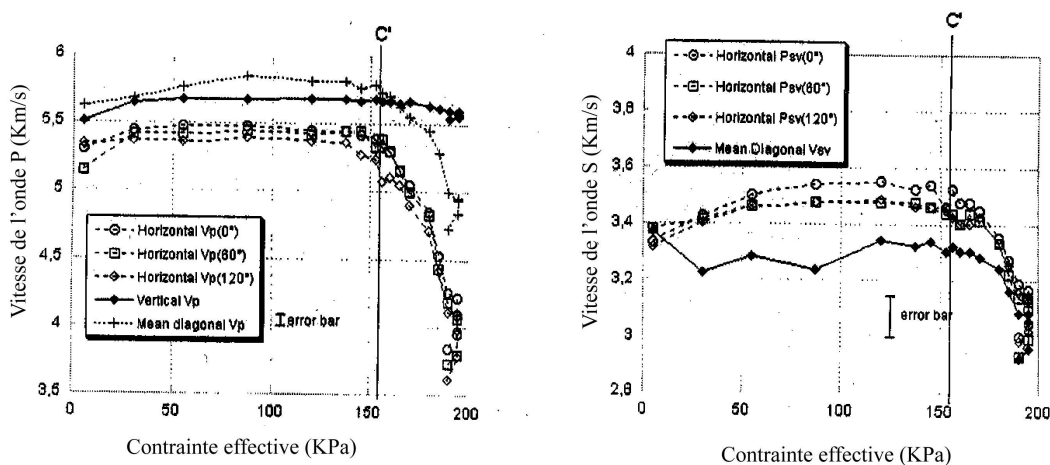 C'
6
5,5
5
4,5
4
3,5
Vitesse de l'onde P (Km/s)
Horizontal Vp(0°)
Horizontal Vp(60°)
Horizontal Vp(120°)
Vertical Vp
Mean diagonal Vp
error bar
0
50
100
150
200
Contrainte effective (KPa)
C'
4
3,8
3,6
3,4
3,2
3
2,8
Vitesse de l'onde S (Km/s)
Horizontal Psv(0°)
Horizontal Psv(60°)
Horizontal Psv(120°)
Mean Diagonal Vsv
error bar
0
50
100
150
200
Contrainte effective (KPa)